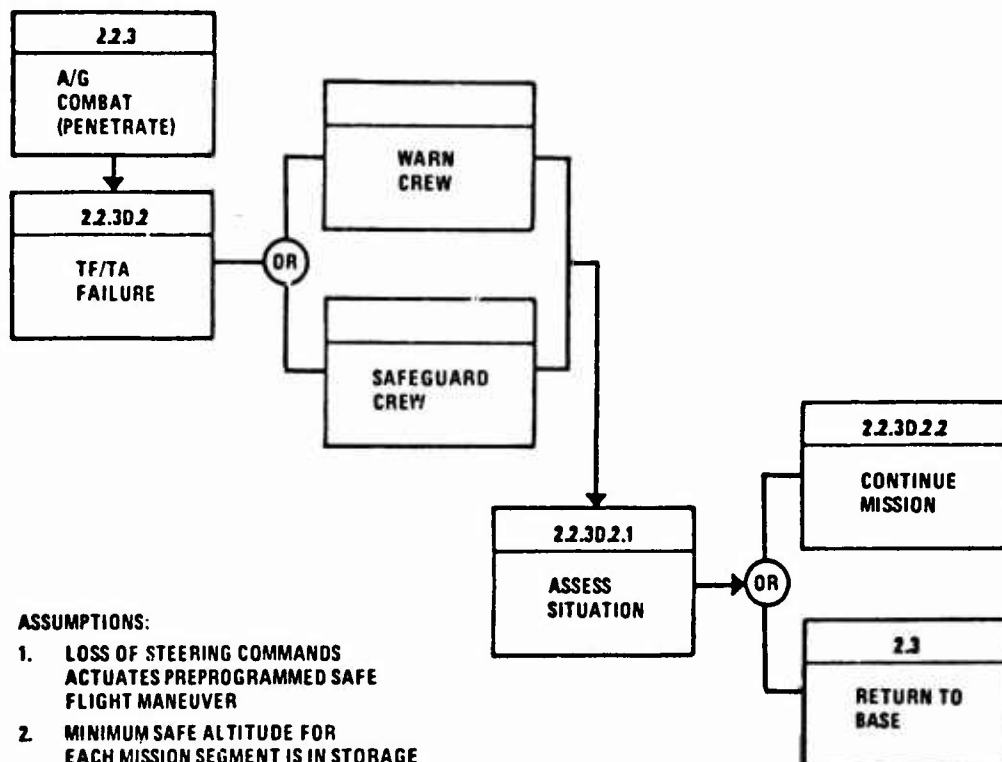 2.2.3
A/G
COMBAT
(PENETRATE)
2.2.3D.2
TF/TA
FAILURE
OR
WARN
CREW
SAFEGUARD
CREW
2.2.3D.2.1
ASSESS
SITUATION
OR
2.2.3D.2.2
CONTINUE
MISSION
2.3
RETURN TO
BASE
ASSUMPTIONS:
1. LOSS OF STEERING COMMANDS
ACTUATES PREPROGRAMMED SAFE
FLIGHT MANEUVER
2. MINIMUM SAFE ALTITUDE FOR
EACH MISSION SEGMENT IS IN STORAGE